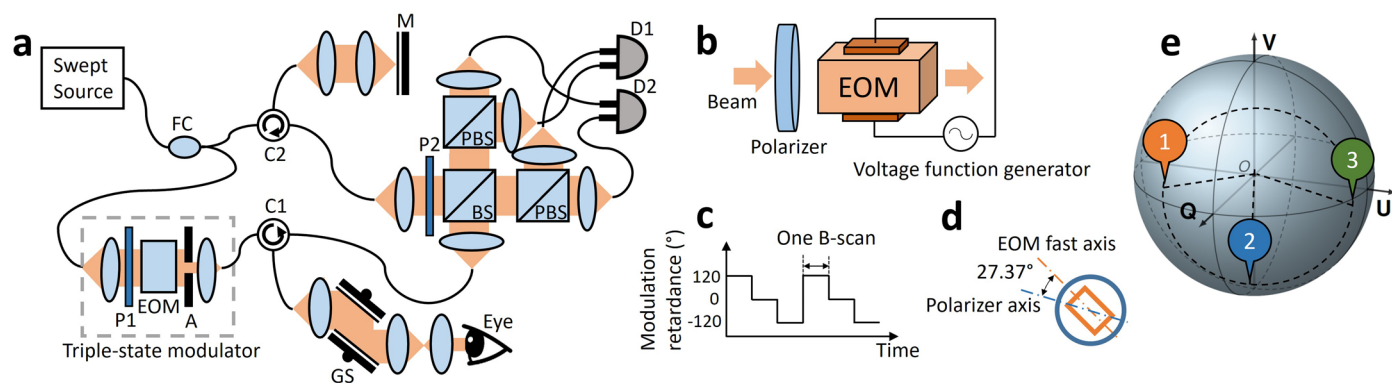 a
Swept
Source
FC
C2
M
D1
D2
PBS
P2
BS
PBS
C1
P1
EOM
A
Triple-state modulator
GS
Eye
b
Beam
Polarizer
EOM
Voltage function generator
c
One B-scan
Modulation
retardance (°)
120
0
-120
Time
d
EOM fast axis
27.37°
Polarizer axis
e
V
1
O
3
Q
U
2